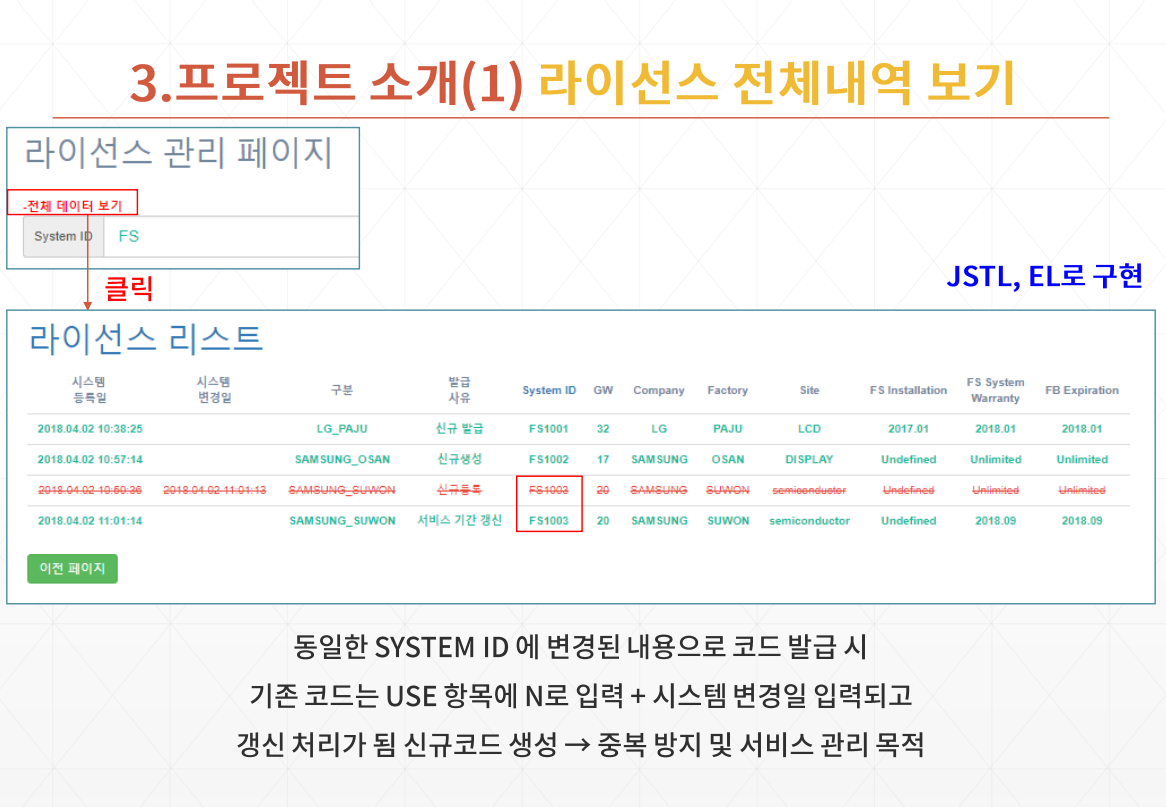 3.프로젝트 소개(1) 라이선스 전체내역 보기
라이선스 관리 페이지
-전체 데이터 보기
System ID FS
클릭
JSTL, EL로 구현
라이선스 리스트
시스템 등록일 시스템 변경일 구분 발급 사유 System ID GW Company Factory Site FS Installation FS System Warranty FB Expiration
2018.04.02 10:38:25 LG_PAJU 신규 발급 FS1001 32 LG PAJU LCD 2017.01 2018.01 2018.01
2018.04.02 10:57:14 SAMSUNG_OSAN 신규생성 FS1002 17 SAMSUNG OSAN DISPLAY Undefined Unlimited Unlimited
2018.04.02 10:59:36 2018.04.02 11:01:13 SAMSUNG_SUWON 신규등록 FS1003 20 SAMSUNG SUWON semiconductor Undefined Unlimited Unlimited
2018.04.02 11:01:14 SAMSUNG_SUWON 서비스 기간 갱신 FS1003 20 SAMSUNG SUWON semiconductor Undefined 2018.09 2018.09
이전 페이지
동일한 SYSTEM ID 에 변경된 내용으로 코드 발급 시
기존 코드는 USE 항목에 N로 입력 + 시스템 변경일 입력되고
갱신 처리가 됨 신규코드 생성 → 중복 방지 및 서비스 관리 목적